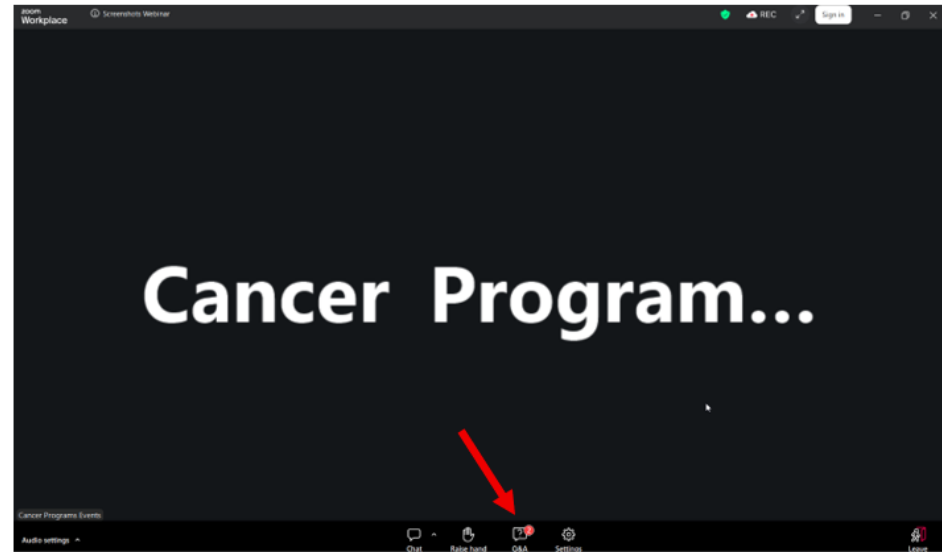 zoom
Workplace
Screenshots Webinar
REC
Sign in
Cancer Program...
Cancer Programs Events
Audio settings
Chat
Raise hand
Q&A
2
Settings
Leave